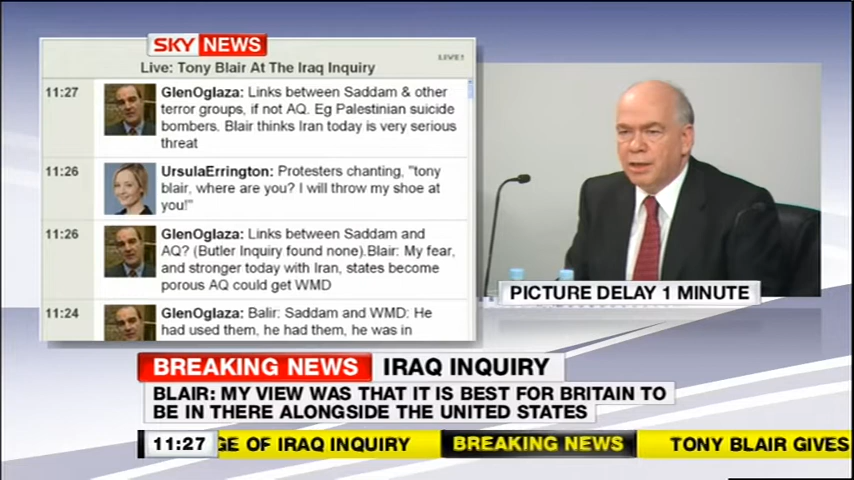 SKY NEWS
LIVE!
Live: Tony Blair At The Iraq Inquiry
11:27
GlenOglaza: Links between Saddam & other
terror groups, if not AQ. Eg Palestinian suicide
bombers. Blair thinks Iran today is very serious
threat
11:26
UrsulaErrington: Protesters chanting, "tony
blair, where are you? I will throw my shoe at
you!"
11:26
GlenOglaza: Links between Saddam and
AQ? (Butler Inquiry found none).Blair: My fear,
and stronger today with Iran, states become
porous AQ could get WMD
11:24
GlenOglaza: Balir: Saddam and WMD: He
had used them, he had them, he was in
PICTURE DELAY 1 MINUTE
BREAKING NEWS IRAQ INQUIRY
BLAIR: MY VIEW WAS THAT IT IS BEST FOR BRITAIN TO
BE IN THERE ALONGSIDE THE UNITED STATES
11:27 GE OF IRAQ INQUIRY BREAKING NEWS TONY BLAIR GIVES